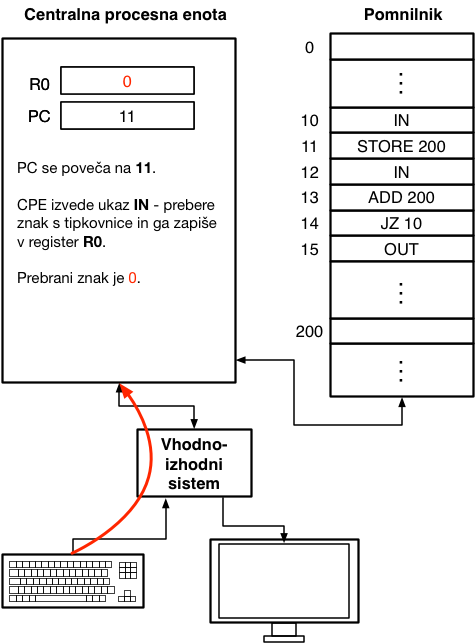 Centralna procesna enota
R0
0
PC
11
PC se poveča na 11.
CPE izvede ukaz IN - prebere
znak s tipkovnice in ga zapiše
v register R0.
Prebrani znak je 0.
Pomnilnik
0
10 IN
11 STORE 200
12 IN
13 ADD 200
14 JZ 10
15 OUT
200
Vhodno-
izhodni
sistem